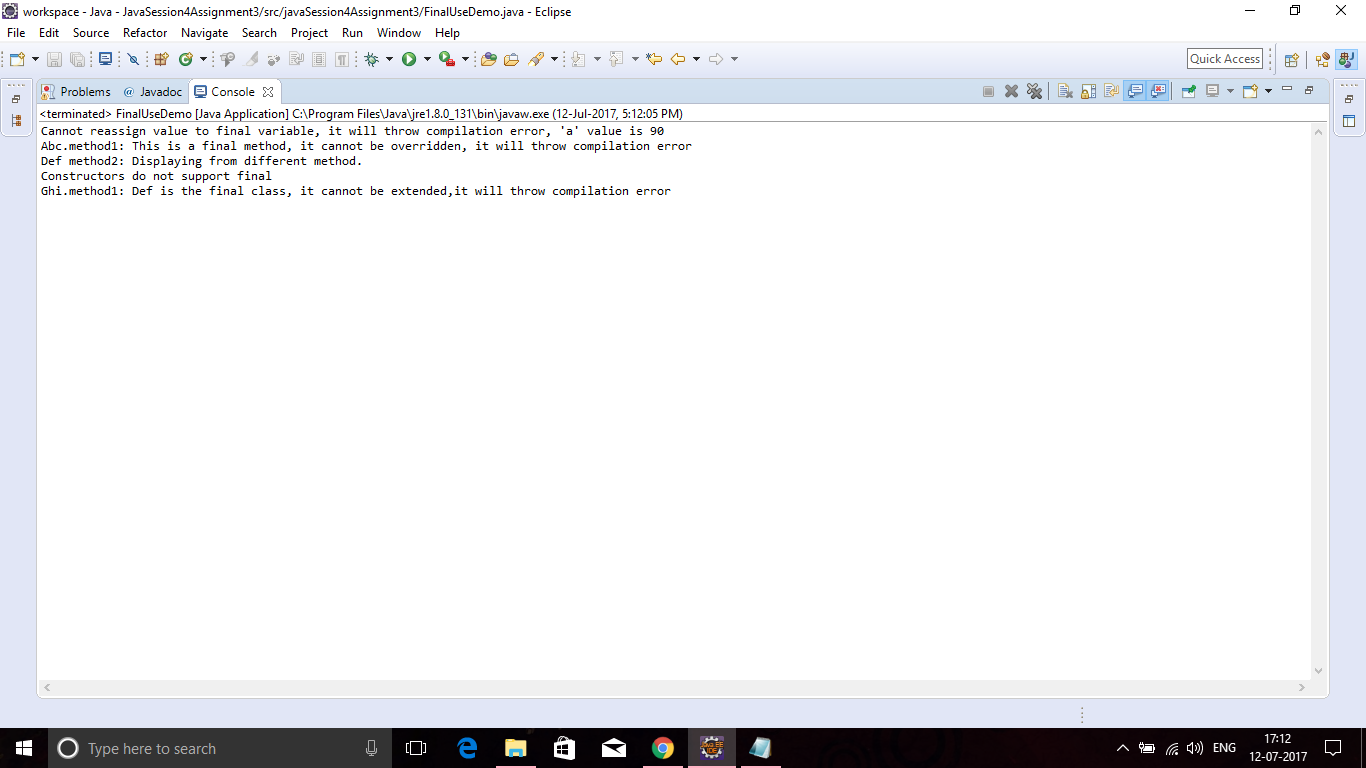 workspace - Java - JavaSession4Assignment3/src/javaSession4Assignment3/FinalUseDemo.java - Eclipse
File Edit Source Refactor Navigate Search Project Run Window Help
Quick Access
Problems @ Javadoc Console
<terminated> FinalUseDemo [Java Application] C:\Program Files\Java\jre1.8.0_131\bin\javaw.exe (12-Jul-2017, 5:12:05 PM)
Cannot reassign value to final variable, it will throw compilation error, 'a' value is 90
Abc.method1: This is a final method, it cannot be overridden, it will throw compilation error
Def method2: Displaying from different method.
Constructors do not support final
Ghi.method1: Def is the final class, it cannot be extended,it will throw compilation error
Type here to search
Java EE
IDE
ENG
17:12
12-07-2017